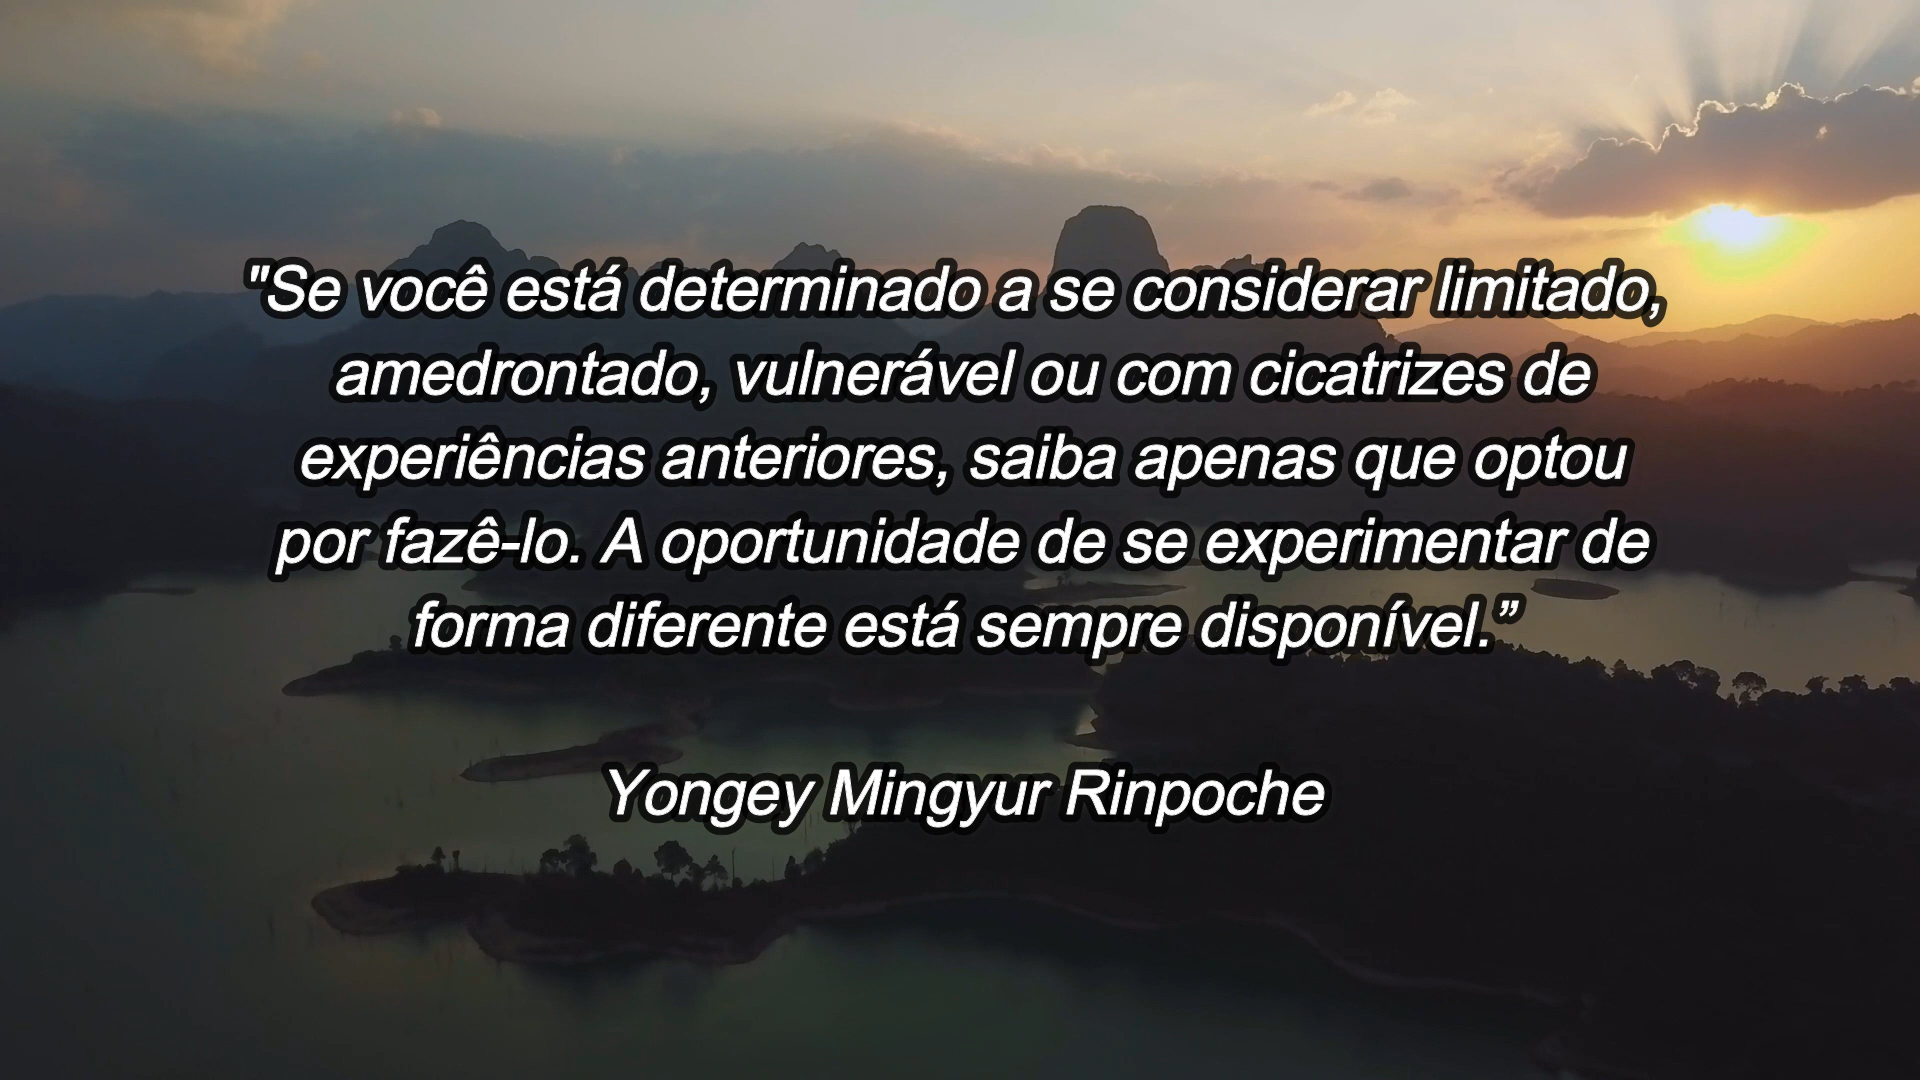 "Se você está determinado a se considerar limitado,
amedrontado, vulnerável ou com cicatrizes de
experiências anteriores, saiba apenas que optou
por fazê-lo. A oportunidade de se experimentar de
forma diferente está sempre disponível.”
Yongey Mingyur Rinpoche